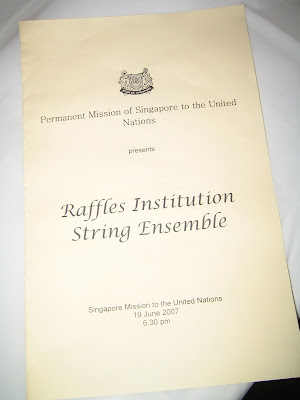 Permanent Mission of Singapore to the United
Nations
presents
Raffles Institution
String Ensemble
Singapore Mission to the United Nations
19 June 2007
6.30 pm